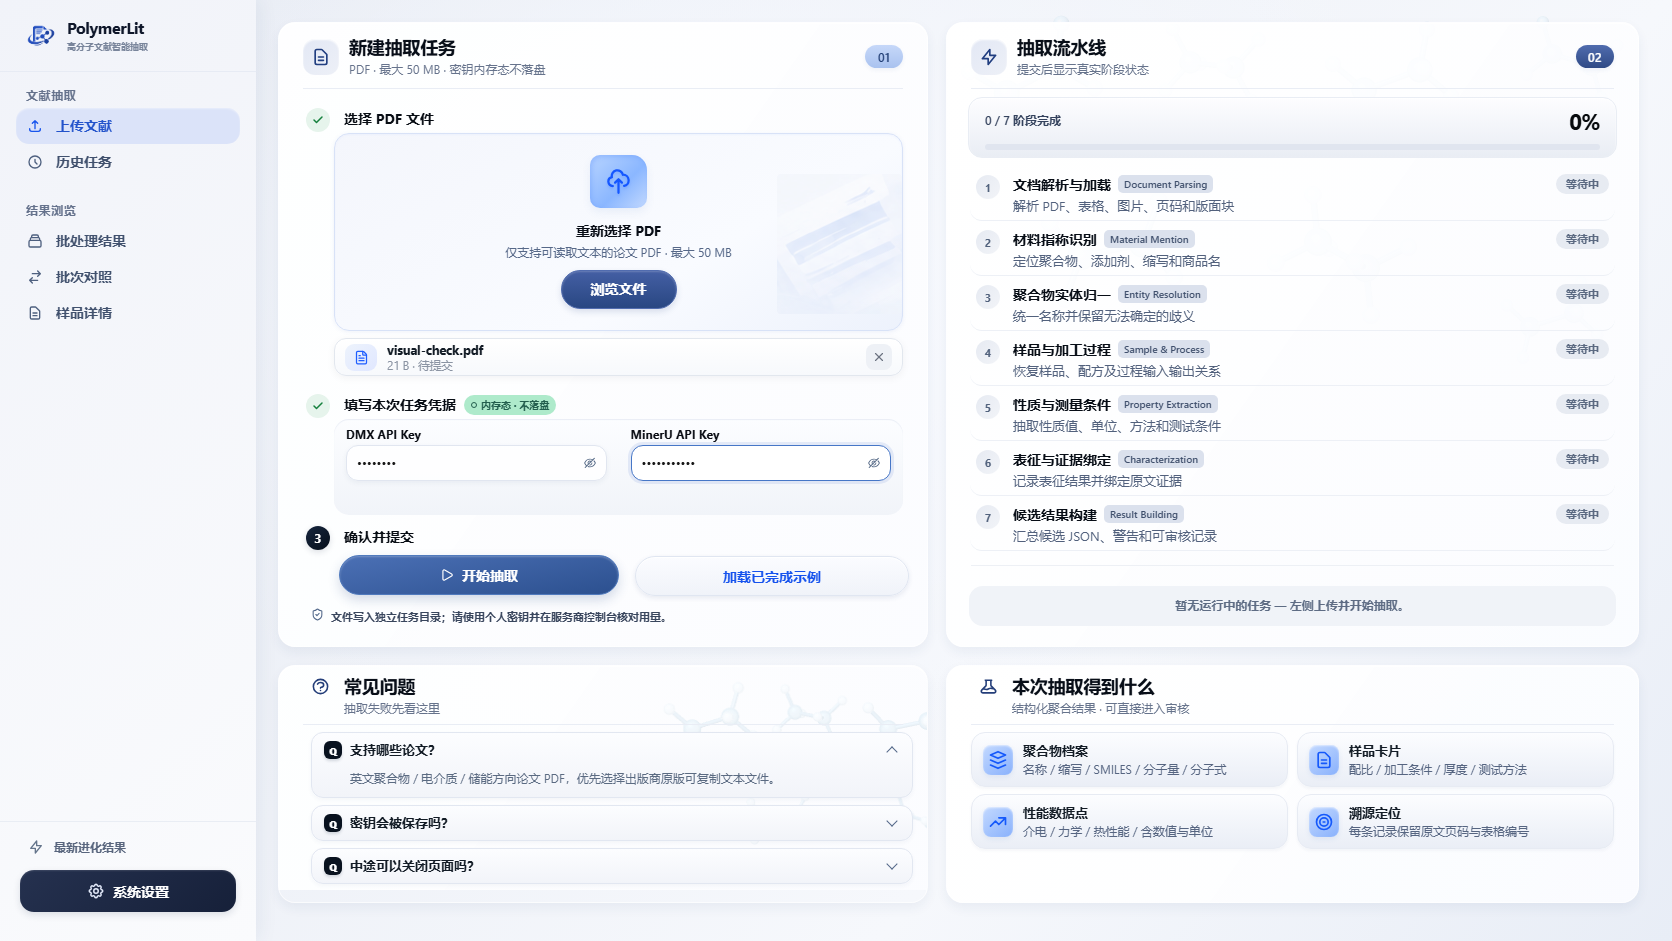 PolymerLit
高分子文献智能抽取
文献抽取
上传文献
历史任务
结果浏览
批处理结果
批次对照
样品详情
最新进化结果
系统设置
新建抽取任务
PDF · 最大 50 MB · 密钥内存态不落盘
01
选择 PDF 文件
重新选择 PDF
仅支持可读取文本的论文 PDF · 最大 50 MB
浏览文件
visual-check.pdf
21 B · 待提交
填写本次任务凭据
内存态 · 不落盘
DMX API Key
MinerU API Key
••••••••
•••••••••••
3
确认并提交
开始抽取
加载已完成示例
文件写入独立任务目录；请使用个人密钥并在服务商控制台核对用量。
抽取流水线
提交后显示真实阶段状态
02
0 / 7 阶段完成
0%
1
文档解析与加载 Document Parsing
等待中
解析 PDF、表格、图片、页码和版面块
2
材料指称识别 Material Mention
等待中
定位聚合物、添加剂、缩写和商品名
3
聚合物实体归一 Entity Resolution
等待中
统一名称并保留无法确定的歧义
4
样品与加工过程 Sample & Process
等待中
恢复样品、配方及过程输入输出关系
5
性质与测量条件 Property Extraction
等待中
抽取性质值、单位、方法和测试条件
6
表征与证据绑定 Characterization
等待中
记录表征结果并绑定原文证据
7
候选结果构建 Result Building
等待中
汇总候选 JSON、警告和可审核记录
暂无运行中的任务 — 左侧上传并开始抽取。
常见问题
抽取失败先看这里
Q 支持哪些论文?
英文聚合物 / 电介质 / 储能方向论文 PDF，优先选择出版商原版可复制文本文件。
Q 密钥会被保存吗?
Q 中途可以关闭页面吗?
本次抽取得到什么
结构化聚合结果 · 可直接进入审核
聚合物档案
名称 / 缩写 / SMILES / 分子量 / 分子式
样品卡片
配比 / 加工条件 / 厚度 / 测试方法
性能数据点
介电 / 力学 / 热性能 / 含数值与单位
溯源定位
每条记录保留原文页码与表格编号